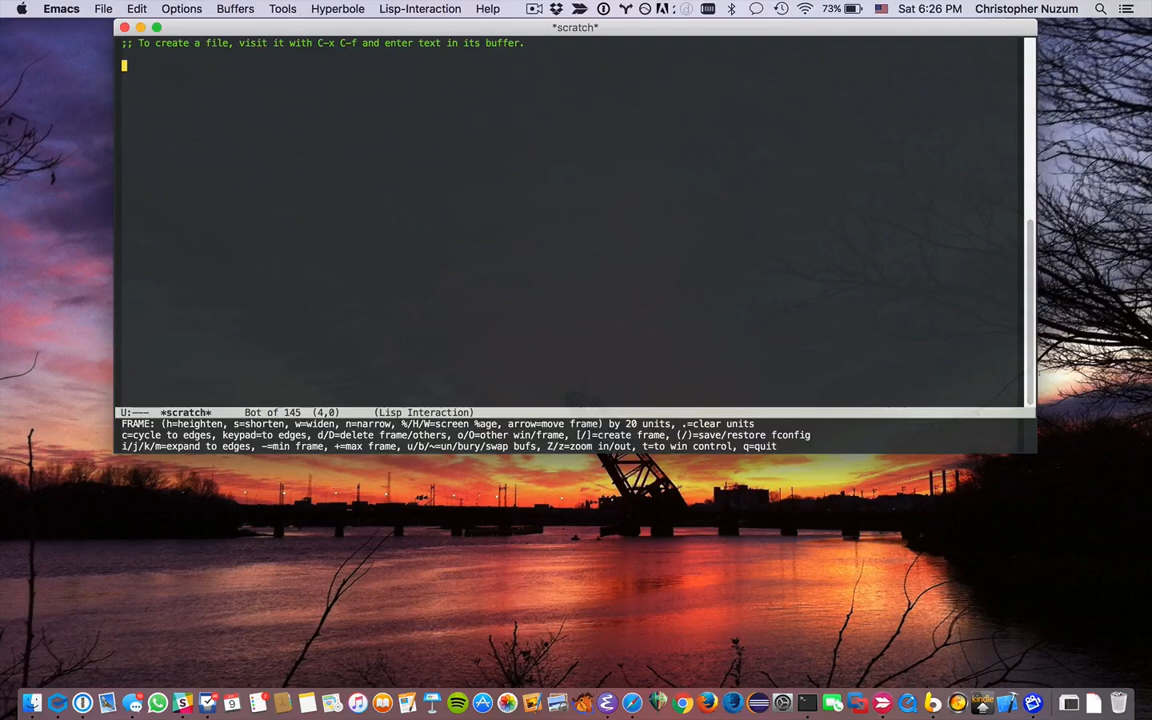 Emacs File Edit Options Buffers Tools Hyperbole Lisp-Interaction Help 73% Sat 6:26 PM Christopher Nuzum
*scratch*
;; To create a file, visit it with C-x C-f and enter text in its buffer.
U:--- *scratch* Bot of 145 (4,0) (Lisp Interaction)
FRAME: (h=heighten, s=shorten, w=widen, n=narrow, %/H/W=screen %age, arrow=move frame) by 20 units, .=clear units
c=cycle to edges, keypad=to edges, d/D=delete frame/others, o/O=other win/frame, [/]=create frame, (/)=save/restore fconfig
i/j/k/m=expand to edges, -=min frame, +=max frame, u/b/~=un/bury/swap bufs, Z/z=zoom in/out, t=to win control, q=quit
9
kindle